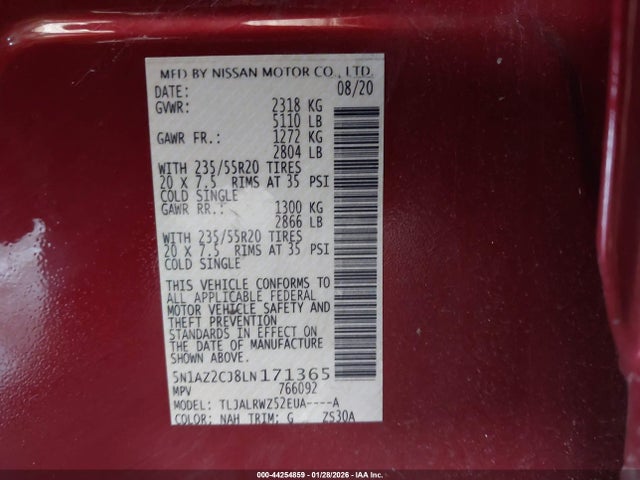 MFD BY NISSAN MOTOR CO., LTD.
DATE: 08/20
GVWR: 2318 KG
5110 LB
GAWR FR.: 1272 KG
2804 LB
WITH 235/55R20 TIRES
20 X 7.5 RIMS AT 35 PSI
COLD SINGLE
GAWR RR.: 1300 KG
2866 LB
WITH 235/55R20 TIRES
20 X 7.5 RIMS AT 35 PSI
COLD SINGLE
THIS VEHICLE CONFORMS TO
ALL APPLICABLE FEDERAL
MOTOR VEHICLE SAFETY AND
THEFT PREVENTION
STANDARDS IN EFFECT ON
THE DATE OF MANUFACTURE
SHOWN ABOVE.
5N1AZ2CJ8LN171365
MPV 766092
MODEL: TLJALRWZ52EUA----A
COLOR: NAH TRIM: G ZS30A
000-44254859 - 01/28/2026 - IAA Inc.